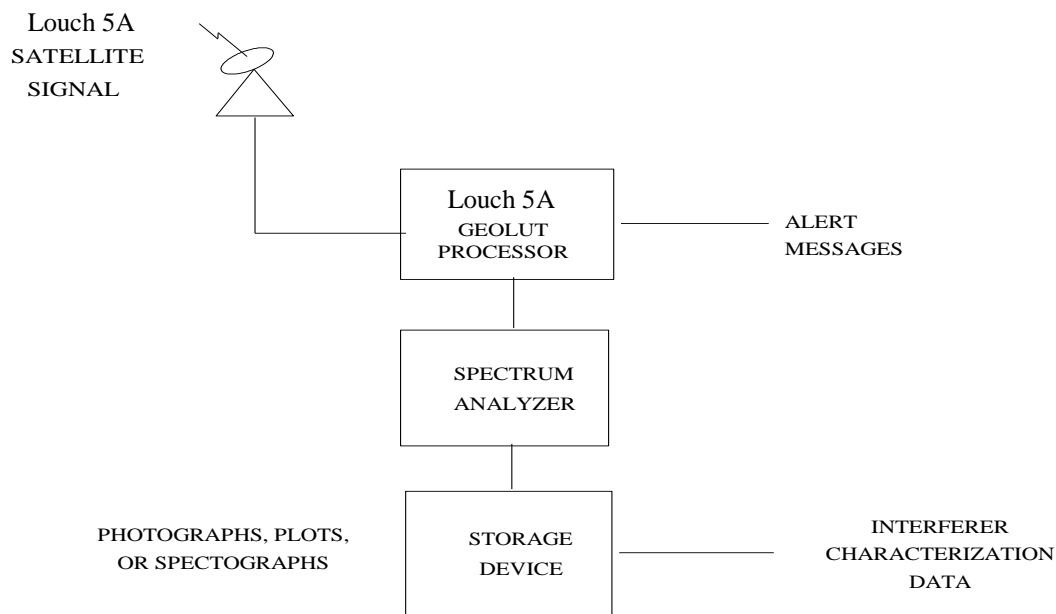 Louch 5A
SATELLITE
SIGNAL
Louch 5A
GEOLUT
PROCESSOR
ALERT
MESSAGES
SPECTRUM
ANALYZER
PHOTOGRAPHS, PLOTS,
OR SPECTOGRAPHS
STORAGE
DEVICE
INTERFERER
CHARACTERIZATION
DATA